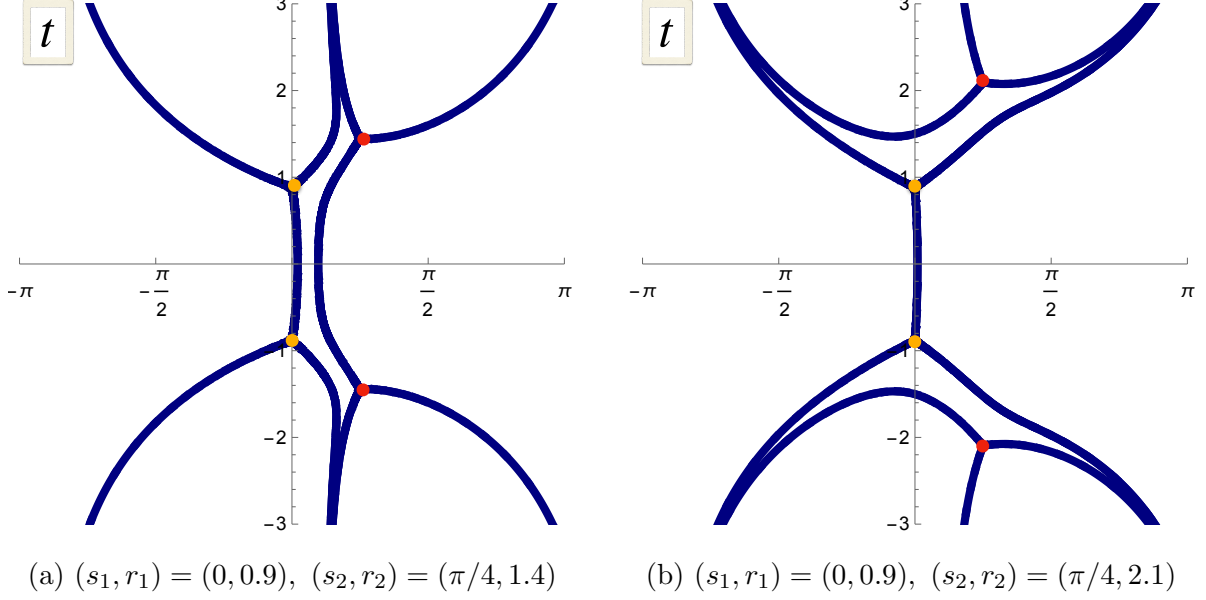 t
3
2
1
−1
−2
−3
−π
−π/2
π/2
π
t
3
2
1
−1
−2
−3
−π
−π/2
π/2
π
(a) (s₁, r₁) = (0, 0.9), (s₂, r₂) = (π/4, 1.4)
(b) (s₁, r₁) = (0, 0.9), (s₂, r₂) = (π/4, 2.1)